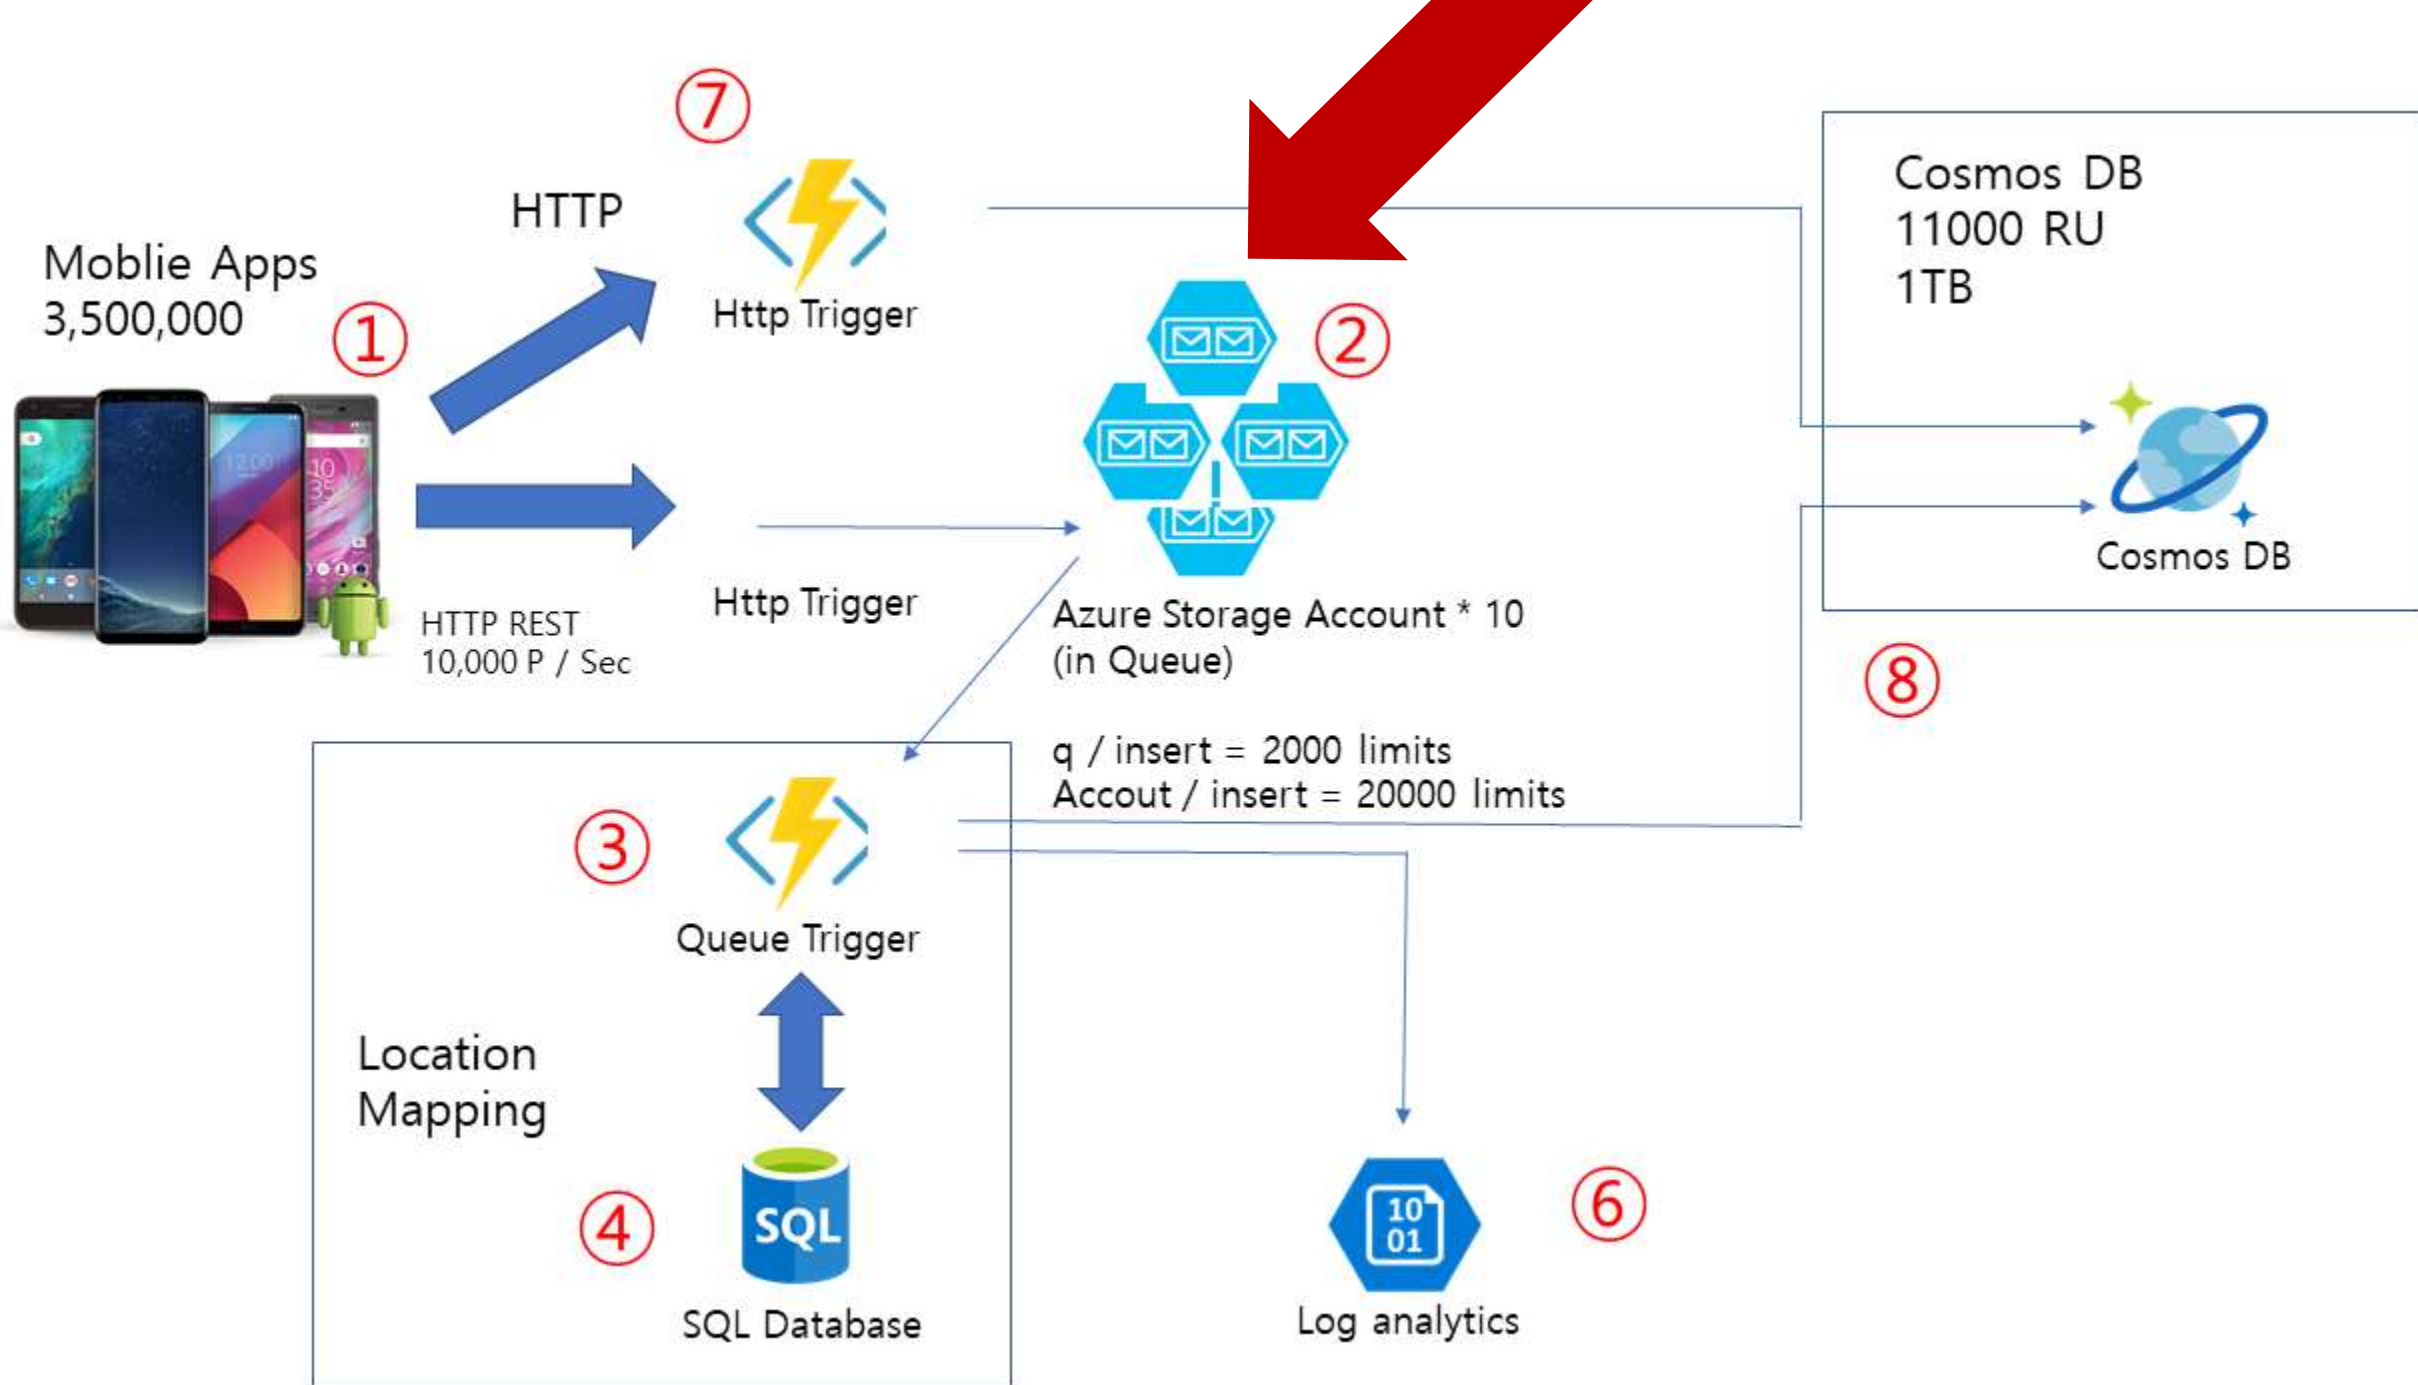 ⑦
HTTP
Http Trigger
Moblie Apps
3,500,000
①
HTTP REST
10,000 P / Sec
Http Trigger
②
Azure Storage Account * 10
(in Queue)
q / insert = 2000 limits
Accout / insert = 20000 limits
Cosmos DB
11000 RU
1TB
Cosmos DB
⑧
③
Queue Trigger
Location
Mapping
④
SQL
SQL Database
10
01
⑥
Log analytics